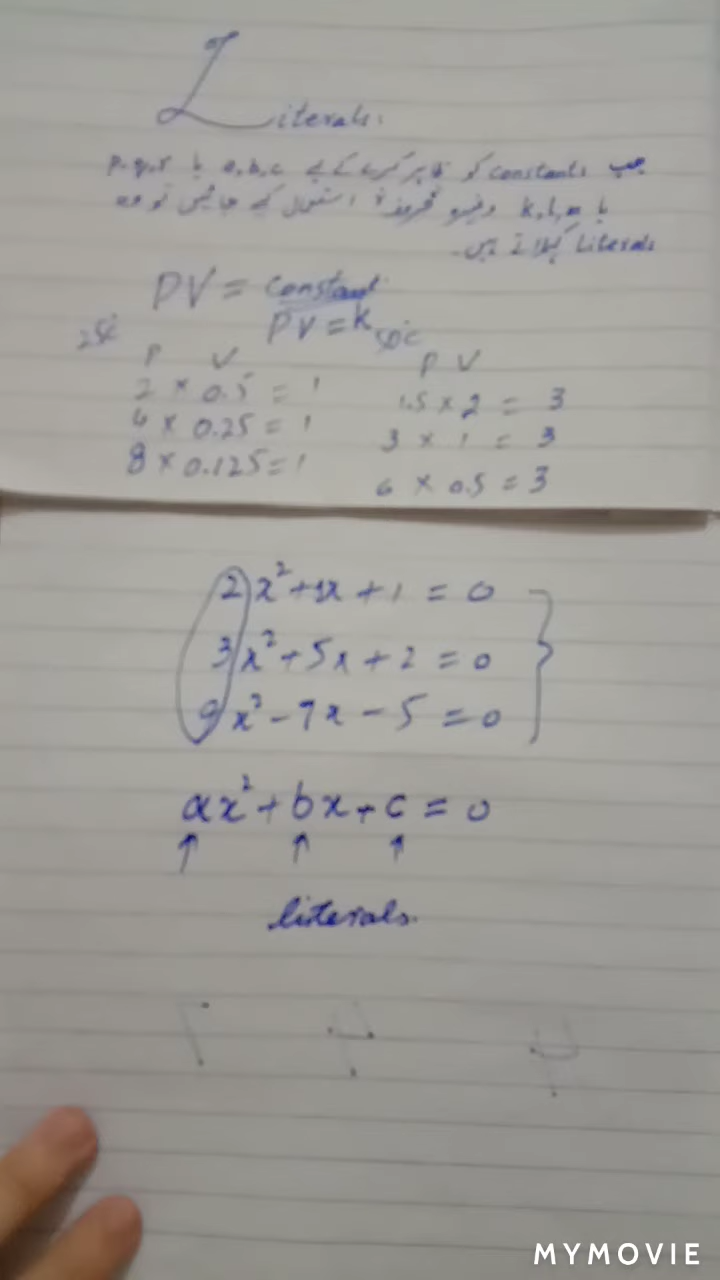 Literals.
جب constants کو ظاہر کرنے کے لیے a,b,c یا p,q,r
یا k,l,m وغیرہ حروف استعمال کیے جائیں تو وہ
Literals کہلاتے ہیں۔
PV = constant
PV = k
25°C 50°C
P V P V
2 × 0.5 = 1 1.5 × 2 = 3
4 × 0.25 = 1 3 × 1 = 3
8 × 0.125 = 1 6 × 0.5 = 3
3x² + 5x + 2 = 0
9x² - 7x - 5 = 0
ax² + bx + c = 0
↑ ↑ ↑
literals.
MYMOVIE